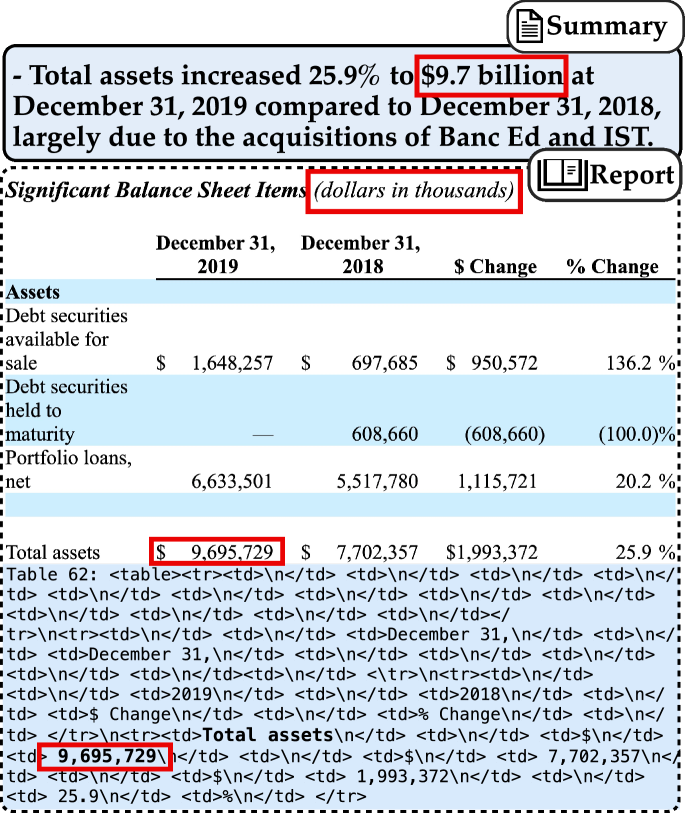 Summary
- Total assets increased 25.9% to $9.7 billion at
December 31, 2019 compared to December 31, 2018,
largely due to the acquisitions of Banc Ed and IST.
Report
Significant Balance Sheet Items (dollars in thousands)
December 31, December 31,
2019 2018 $ Change % Change
Assets
Debt securities
available for
sale $ 1,648,257 $ 697,685 $ 950,572 136.2 %
Debt securities
held to
maturity — 608,660 (608,660) (100.0)%
Portfolio loans,
net 6,633,501 5,517,780 1,115,721 20.2 %
Total assets $ 9,695,729 $ 7,702,357 $1,993,372 25.9 %
Table 62: <table><tr><td>\n</td> <td>\n</td> <td>\n</td> <td>\n</
td> <td>\n</td> <td>\n</td> <td>\n</td> <td>\n</td> <td>\n</td>
<td>\n</td> <td>\n</td> <td>\n</td> <td>\n</td></
tr>\n<tr><td>\n</td> <td>\n</td> <td>December 31,\n</td> <td>\n</
td> <td>December 31,\n</td> <td>\n</td> <td>\n</td> <td>\n</td>
<td>\n</td> <td>\n</td><td>\n</td> <\tr>\n<tr><td>\n</td>
<td>\n</td> <td>2019\n</td> <td>\n</td> <td>2018\n</td> <td>\n</
td> <td>$ Change\n</td> <td>\n</td> <td>% Change\n</td> <td>\n</
td> </tr>\n<tr><td>Total assets\n</td> <td>\n</td> <td>$\n</td>
<td> 9,695,729\n</td> <td>\n</td> <td>$\n</td> <td> 7,702,357\n</
td> <td>\n</td> <td>$\n</td> <td> 1,993,372\n</td> <td>\n</td>
<td> 25.9\n</td> <td>%\n</td> </tr>